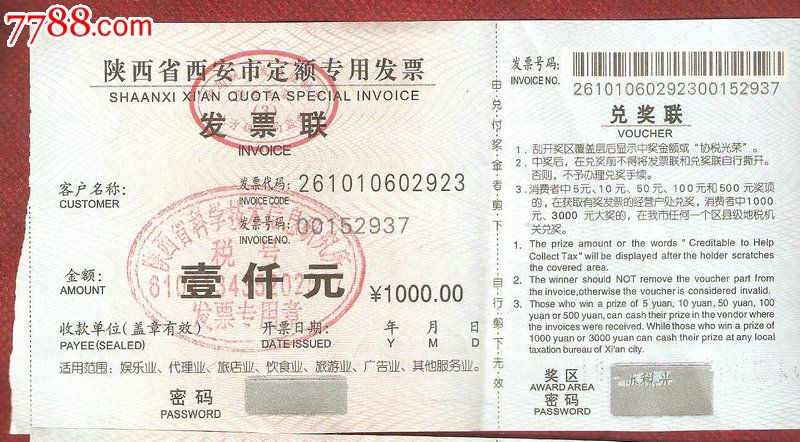 7788.com
陕西省西安市定额专用发票
SHAANXI XI'AN QUOTA SPECIAL INVOICE
发票联
INVOICE
客户名称:
CUSTOMER
发票代码: 261010602923
INVOICE CODE
发票号码: 00152937
INVOICE NO.
税号
发票专用章
金额: 壹仟元 ¥1000.00
AMOUNT
收款单位(盖章有效) 开票日期: 年 月 日
PAYEE(SEALED) DATE ISSUED Y M D
适用范围: 娱乐业、代理业、旅店业、饮食业、旅游业、广告业、其他服务业。
密码
PASSWORD
申兑付奖金者剪下
自行剪下无效
发票号码:
INVOICE NO. 26101060292300152937
兑奖联
VOUCHER
1. 刮开奖区覆盖层后显示中奖金额或“协税光荣”。
2. 中奖后，在兑奖前不得将发票联和兑奖联自行撕开。
否则，不予办理兑奖手续。
3. 消费者中5元、10元、50元、100元和500元奖项
的，在获取有奖发票的经营户处兑奖，消费者中1000
元、3000元大奖的，在我市任何一个区县级地税机
关兑奖。
1. The prize amount or the words " Creditable to Help
Collect Tax" will be displayed after the holder scratches
the covered area.
2. The winner should NOT remove the voucher part from
the invoice,otherwise the voucher is considered invalid.
3. Those who win a prize of 5 yuan, 10 yuan, 50 yuan, 100
yuan or 500 yuan, can cash their prize in the vendor where
the invoices were received. While those who win a prize of
1000 yuan or 3000 yuan can cash their prize at any local
taxation bureau of Xi'an city.
奖区
AWARD AREA
密码
PASSWORD